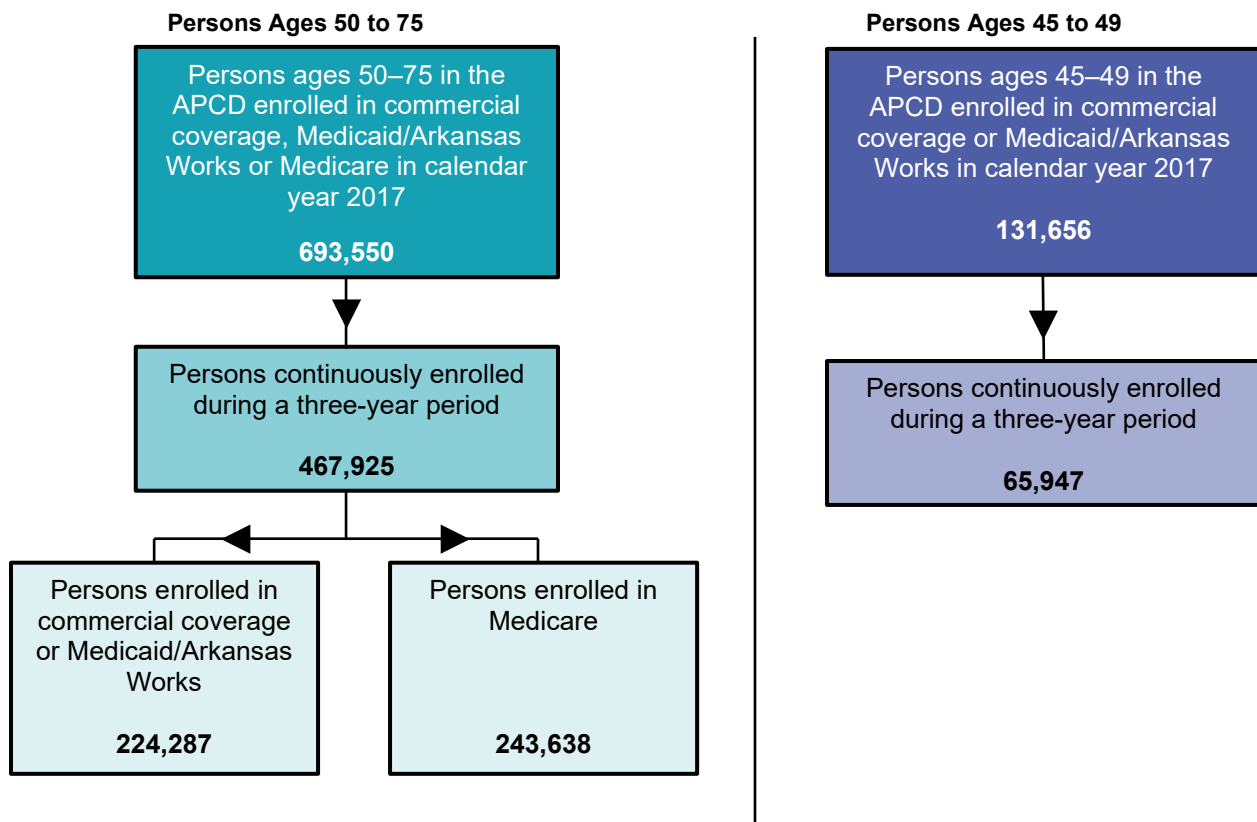 Persons Ages 50 to 75
Persons ages 50–75 in the
APCD enrolled in commercial
coverage, Medicaid/Arkansas
Works or Medicare in calendar
year 2017
693,550
Persons continuously enrolled
during a three-year period
467,925
Persons enrolled in
commercial coverage
or Medicaid/Arkansas
Works
224,287
Persons enrolled in
Medicare
243,638
Persons Ages 45 to 49
Persons ages 45–49 in the
APCD enrolled in commercial
coverage or Medicaid/Arkansas
Works in calendar year 2017
131,656
Persons continuously enrolled
during a three-year period
65,947